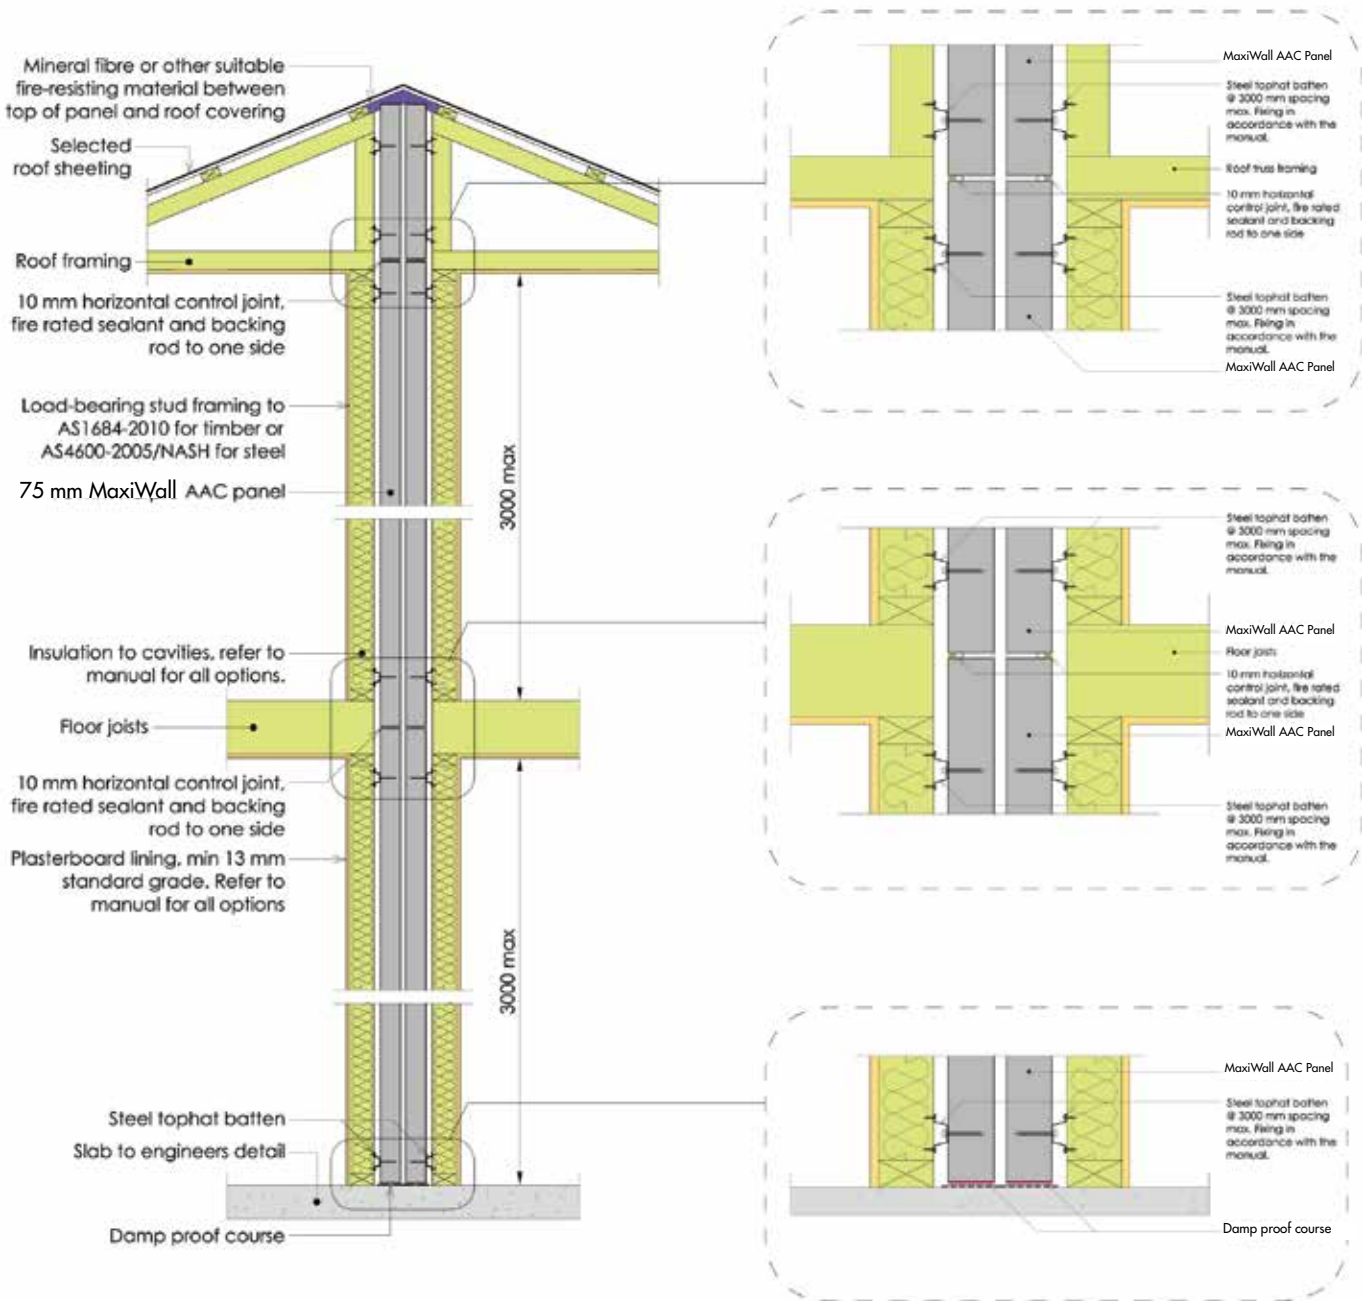 Mineral fibre or other suitable
fire-resisting material between
top of panel and roof covering
Selected
roof sheeting
Roof framing
10 mm horizontal control joint,
fire rated sealant and backing
rod to one side
Load-bearing stud framing to
AS1684-2010 for timber or
AS4600-2005/NASH for steel
75 mm MaxiWall AAC panel
3000 max
Insulation to cavities, refer to
manual for all options.
Floor joists
10 mm horizontal control joint,
fire rated sealant and backing
rod to one side
Plasterboard lining, min 13 mm
standard grade. Refer to
manual for all options
3000 max
Steel tophat batten
Slab to engineers detail
Damp proof course
MaxiWall AAC Panel
Steel tophat batten
@ 3000 mm spacing
max. Fixing in
accordance with the
manual.
Roof truss framing
10 mm horizontal
control joint, fire rated
sealant and backing
rod to one side
Steel tophat batten
@ 3000 mm spacing
max. Fixing in
accordance with the
manual.
MaxiWall AAC Panel
Steel tophat batten
@ 3000 mm spacing
max. Fixing in
accordance with the
manual.
MaxiWall AAC Panel
Floor joists
10 mm horizontal
control joint, fire rated
sealant and backing
rod to one side
MaxiWall AAC Panel
Steel tophat batten
@ 3000 mm spacing
max. Fixing in
accordance with the
manual.
MaxiWall AAC Panel
Steel tophat batten
@ 3000 mm spacing
max. Fixing in
accordance with the
manual.
Damp proof course